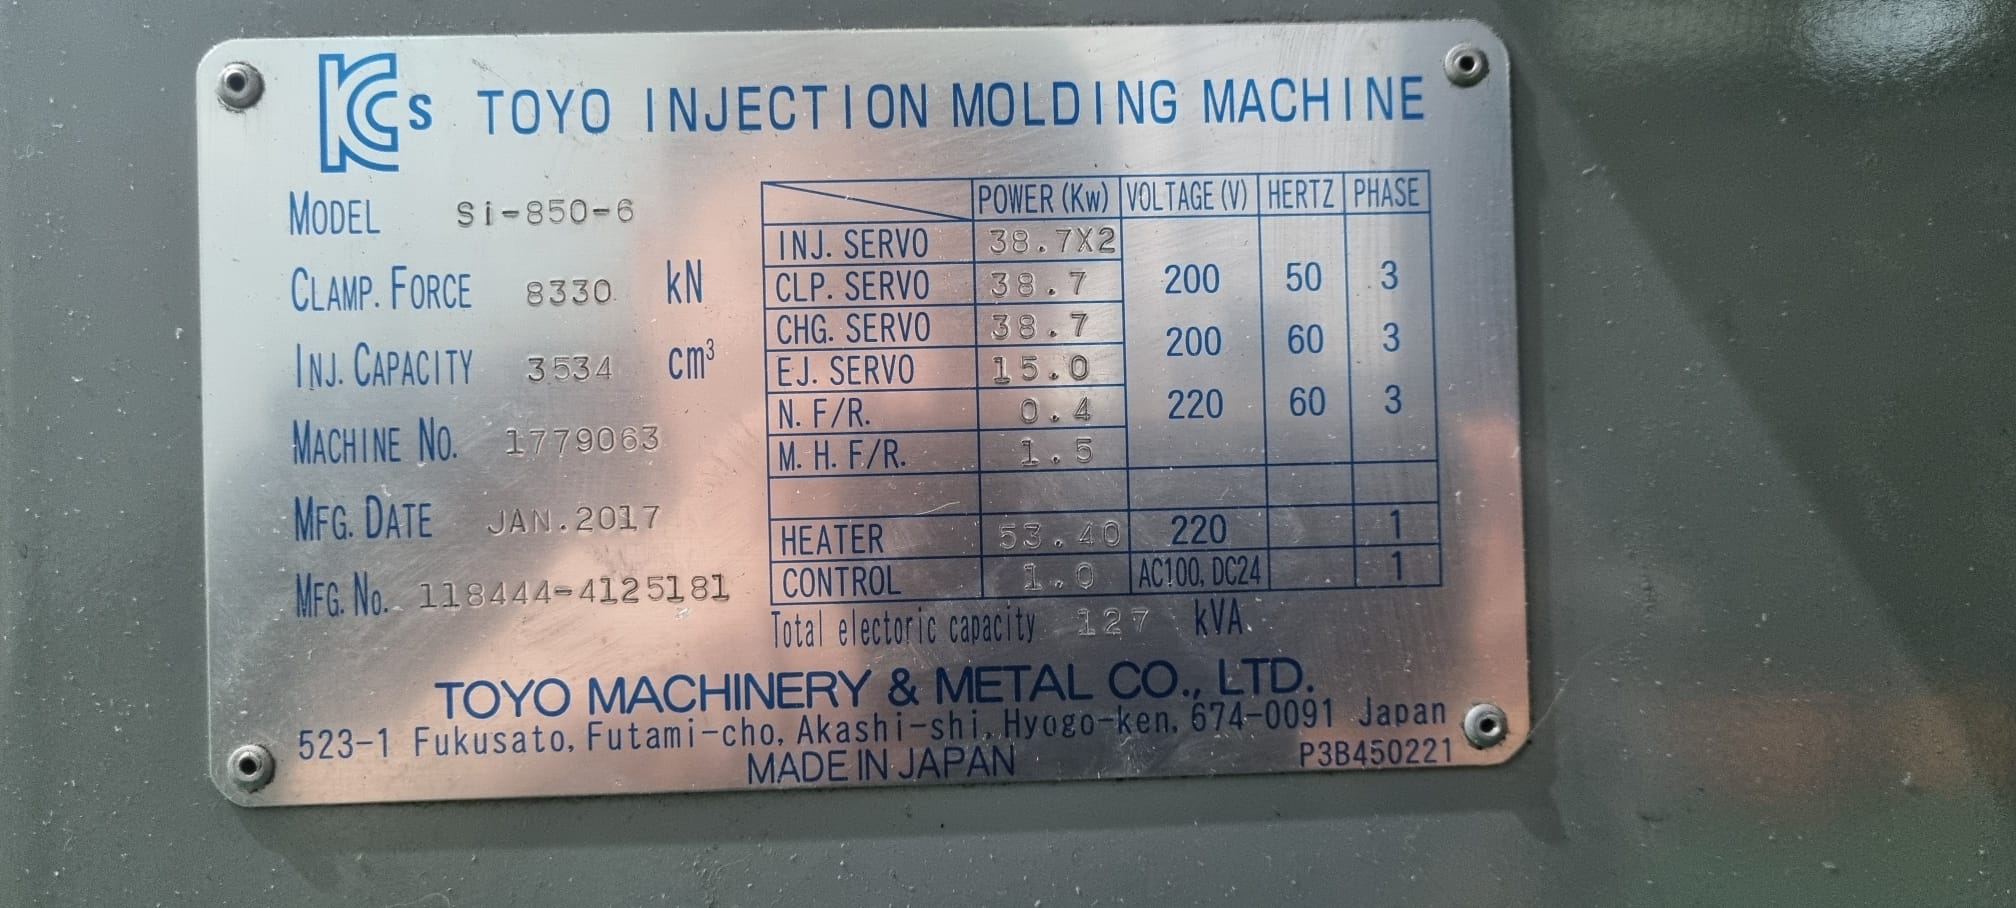 KCs TOYO INJECTION MOLDING MACHINE
MODEL Si-850-6
CLAMP. FORCE 8330 kN
INJ. CAPACITY 3534 cm³
MACHINE NO. 1779063
MFG. DATE JAN.2017
MFG. No. 118444-4125181
POWER (Kw) VOLTAGE (V) HERTZ PHASE
INJ. SERVO 38.7X2
CLP. SERVO 38.7 200 50 3
CHG. SERVO 38.7 200 60 3
EJ. SERVO 15.0
N. F/R. 0.4 220 60 3
M. H. F/R. 1.5
HEATER 53.40 220 1
CONTROL 1.0 AC100, DC24 1
Total electoric capacity 127 kVA
TOYO MACHINERY & METAL CO., LTD.
523-1 Fukusato, Futami-cho, Akashi-shi, Hyogo-ken, 674-0091 Japan
MADE IN JAPAN P3B450221